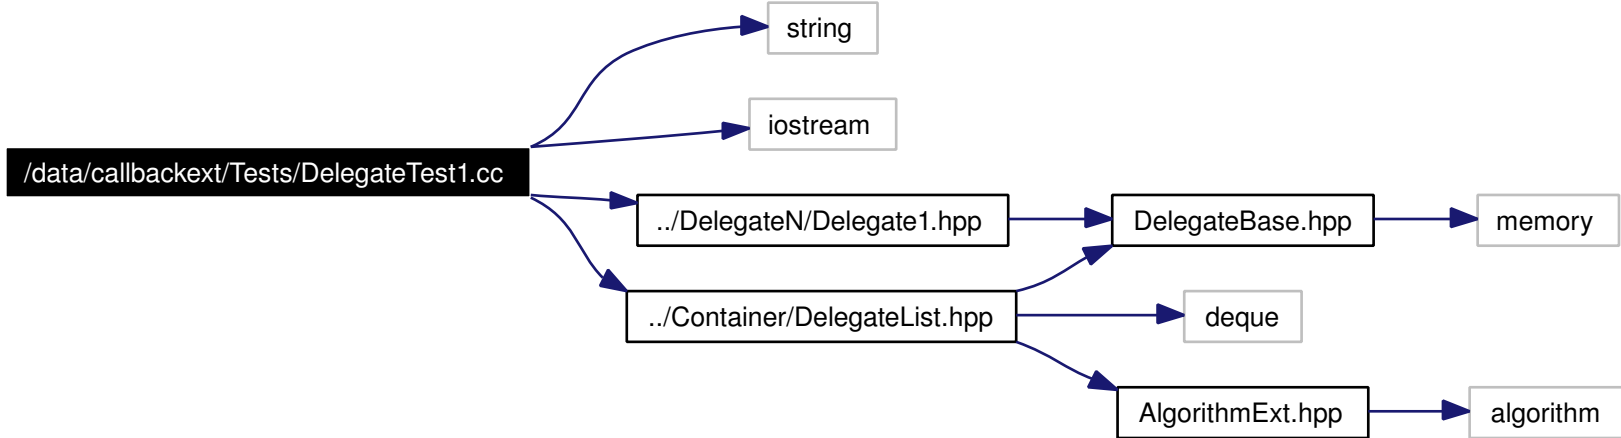 string
iostream
/data/callbackext/Tests/DelegateTest1.cc
../DelegateN/Delegate1.hpp
DelegateBase.hpp
memory
../Container/DelegateList.hpp
deque
AlgorithmExt.hpp
algorithm